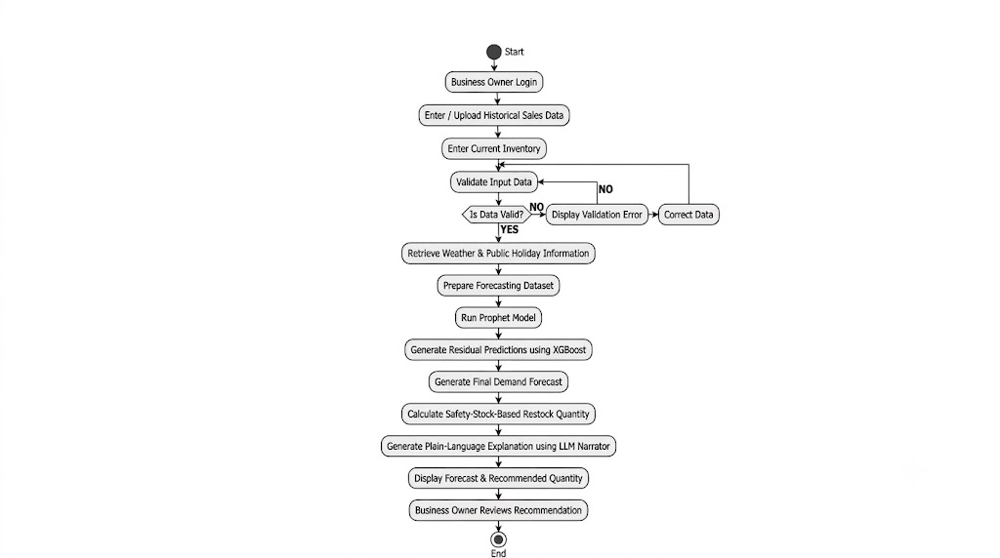 Start
Business Owner Login
Enter / Upload Historical Sales Data
Enter Current Inventory
Validate Input Data
NO
Is Data Valid?
NO
Display Validation Error
Correct Data
YES
Retrieve Weather & Public Holiday Information
Prepare Forecasting Dataset
Run Prophet Model
Generate Residual Predictions using XGBoost
Generate Final Demand Forecast
Calculate Safety-Stock-Based Restock Quantity
Generate Plain-Language Explanation using LLM Narrator
Display Forecast & Recommended Quantity
Business Owner Reviews Recommendation
End